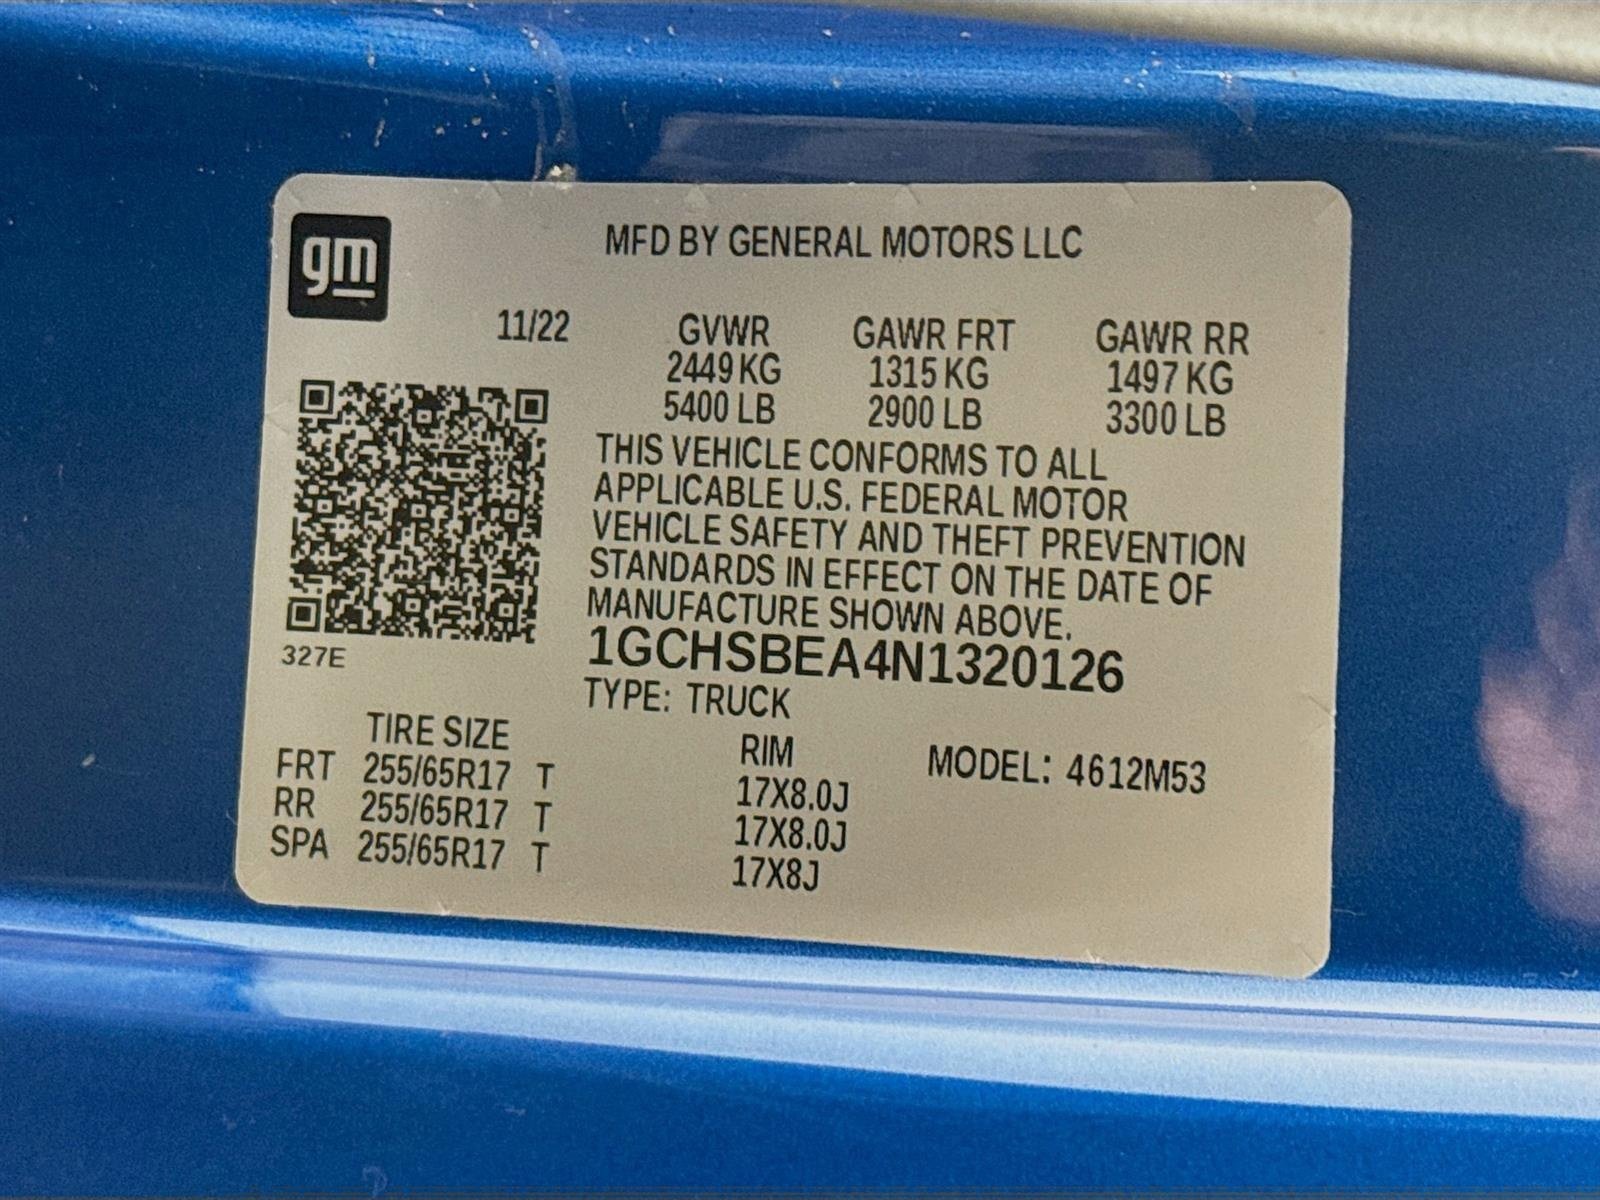 gm
MFD BY GENERAL MOTORS LLC
11/22 GVWR GAWR FRT GAWR RR
2449 KG 1315 KG 1497 KG
5400 LB 2900 LB 3300 LB
THIS VEHICLE CONFORMS TO ALL
APPLICABLE U.S. FEDERAL MOTOR
VEHICLE SAFETY AND THEFT PREVENTION
STANDARDS IN EFFECT ON THE DATE OF
MANUFACTURE SHOWN ABOVE.
327E
1GCHSBEA4N1320126
TYPE: TRUCK
TIRE SIZE RIM MODEL: 4612M53
FRT 255/65R17 T 17X8.0J
RR 255/65R17 T 17X8.0J
SPA 255/65R17 T 17X8J